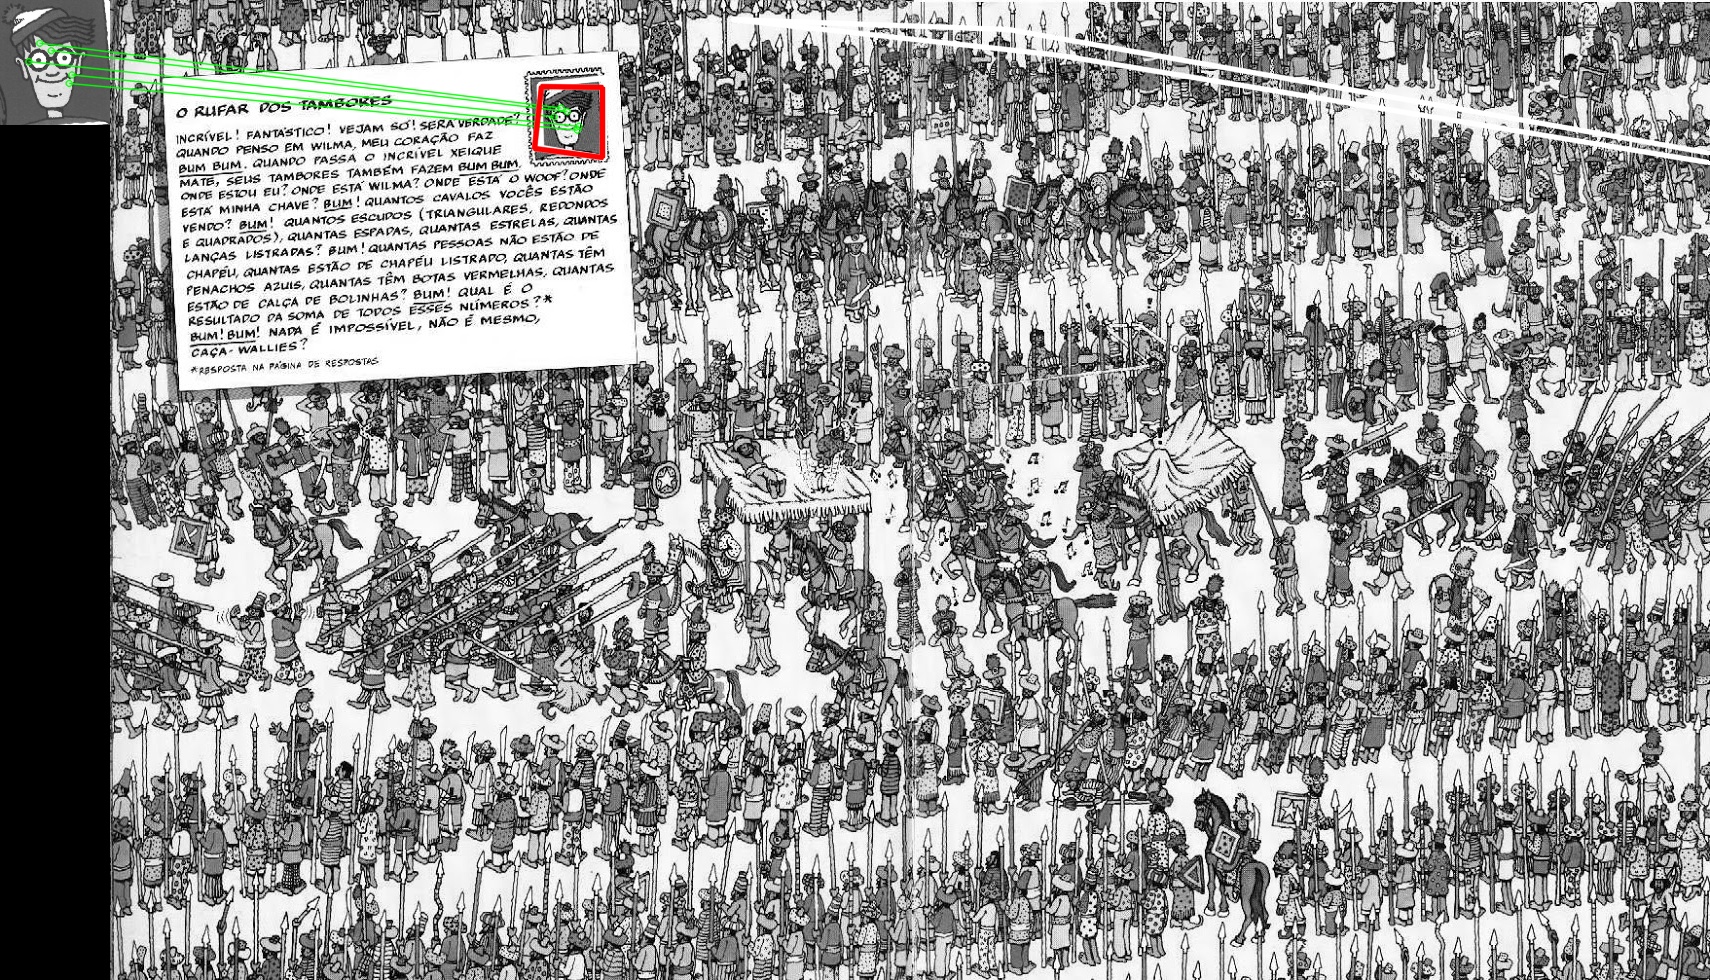 O RUFAR DOS TAMBORES
INCRÍVEL! FANTÁSTICO! VEJAM SÓ! SERÁ VERDADE?
QUANDO PENSO EM WILMA, MEU CORAÇÃO FAZ
BUM BUM. QUANDO PASSA O INCRÍVEL XEIQUE
MATE, SEUS TAMBORES TAMBÉM FAZEM BUM BUM.
ONDE ESTOU EU? ONDE ESTÁ WILMA? ONDE ESTÁ O WOOF? ONDE
ESTÁ MINHA CHAVE? BUM! QUANTOS CAVALOS VOCÊS ESTÃO
VENDO? BUM! QUANTOS ESCUDOS (TRIANGULARES, REDONDOS
E QUADRADOS), QUANTAS ESPADAS, QUANTAS ESTRELAS, QUANTAS
LANÇAS LISTRADAS? BUM! QUANTAS PESSOAS NÃO ESTÃO DE
CHAPÉU, QUANTAS ESTÃO DE CHAPÉU LISTRADO, QUANTAS TÊM
PENACHOS AZUIS, QUANTAS TÊM BOTAS VERMELHAS, QUANTAS
ESTÃO DE CALÇA DE BOLINHAS? BUM! QUAL É O
RESULTADO DA SOMA DE TODOS ESSES NÚMEROS?*
BUM! BUM! NADA É IMPOSSÍVEL, NÃO É MESMO,
CAÇA-WALLIES?
*RESPOSTA NA PÁGINA DE RESPOSTAS